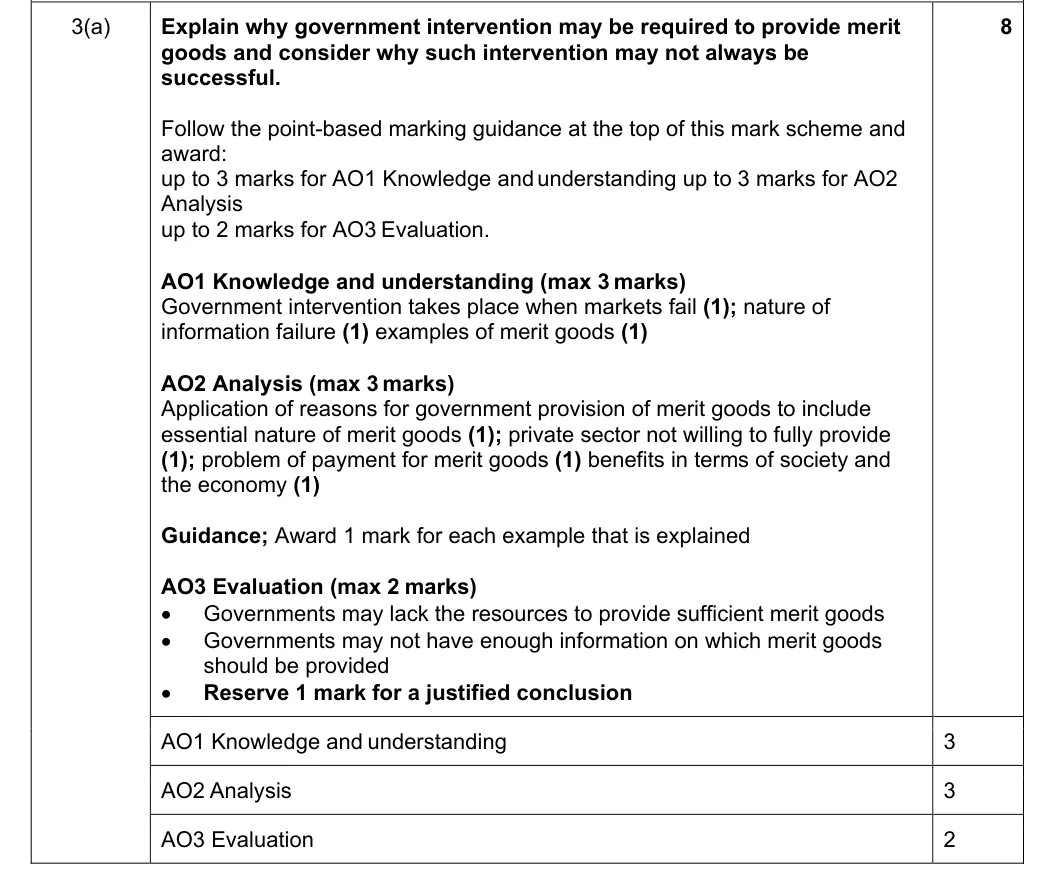 3(a)
Explain why government intervention may be required to provide merit
goods and consider why such intervention may not always be
successful.
8
Follow the point-based marking guidance at the top of this mark scheme and
award:
up to 3 marks for AO1 Knowledge and understanding up to 3 marks for AO2
Analysis
up to 2 marks for AO3 Evaluation.
AO1 Knowledge and understanding (max 3 marks)
Government intervention takes place when markets fail (1); nature of
information failure (1) examples of merit goods (1)
AO2 Analysis (max 3 marks)
Application of reasons for government provision of merit goods to include
essential nature of merit goods (1); private sector not willing to fully provide
(1); problem of payment for merit goods (1) benefits in terms of society and
the economy (1)
Guidance; Award 1 mark for each example that is explained
AO3 Evaluation (max 2 marks)
• Governments may lack the resources to provide sufficient merit goods
• Governments may not have enough information on which merit goods
should be provided
• Reserve 1 mark for a justified conclusion
AO1 Knowledge and understanding 3
AO2 Analysis 3
AO3 Evaluation 2